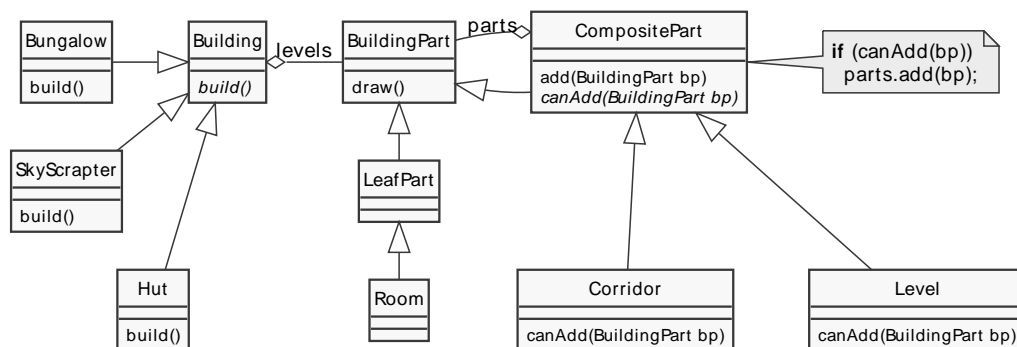 Bungalow
build()
Building
build()
levels
BuildingPart
draw()
parts
CompositePart
add(BuildingPart bp)
canAdd(BuildingPart bp)
if (canAdd(bp))
parts.add(bp);
SkyScrapter
build()
LeafPart
Hut
build()
Room
Corridor
canAdd(BuildingPart bp)
Level
canAdd(BuildingPart bp)